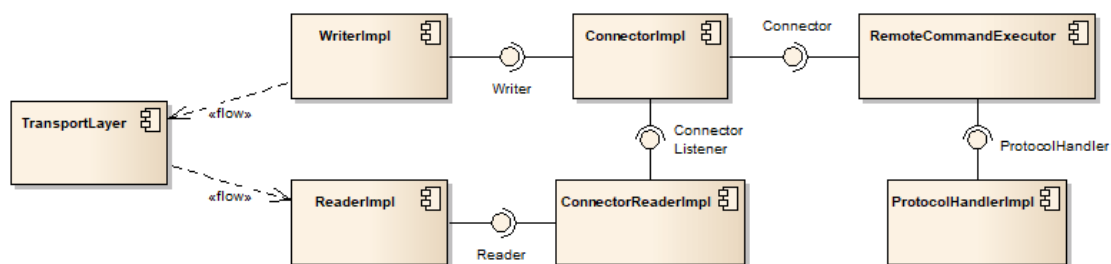 WriterImpl
ConnectorImpl
Connector
RemoteCommandExecutor
Writer
TransportLayer
«flow»
Connector
Listener
ProtocolHandler
«flow»
ReaderImpl
ConnectorReaderImpl
ProtocolHandlerImpl
Reader